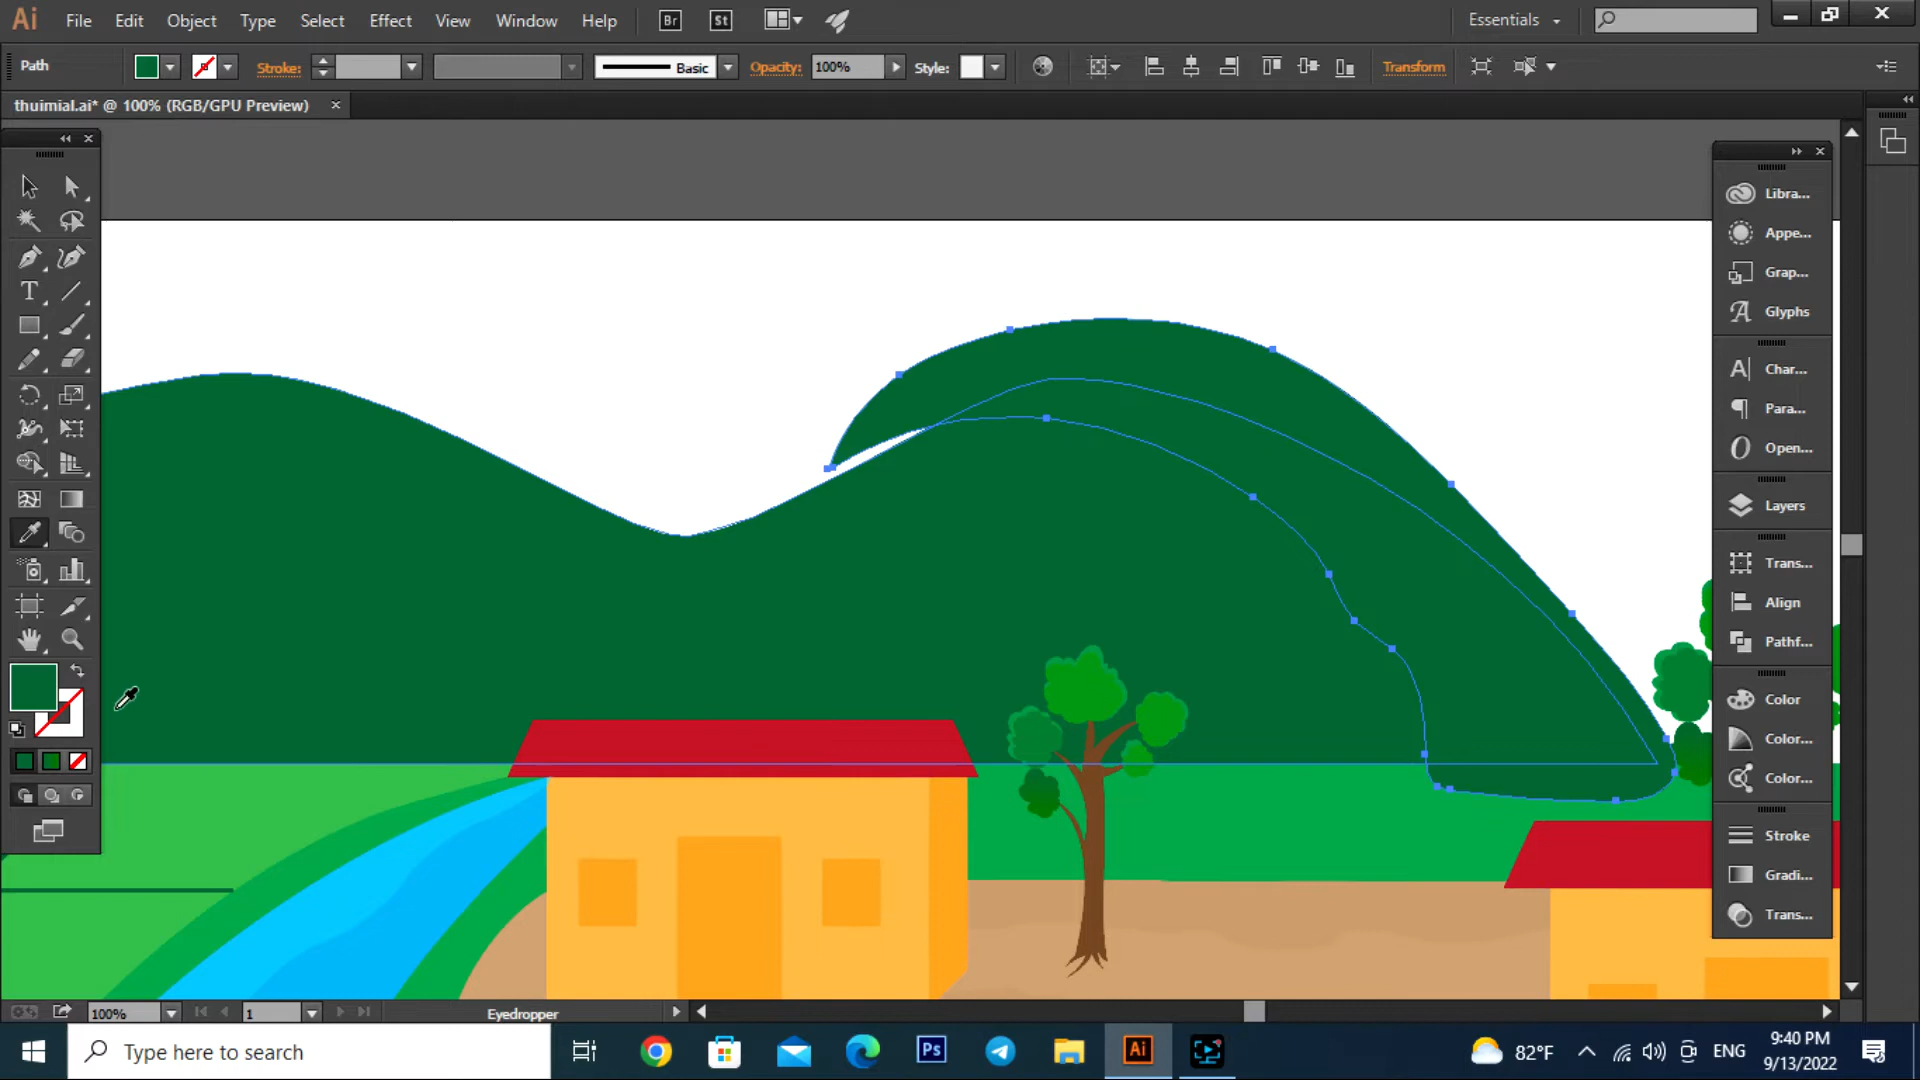 Ai File Edit Object Type Select Effect View Window Help Br St Essentials
Path Stroke: Basic Opacity: 100% Style: Transform
thuimial.ai* @ 100% (RGB/GPU Preview)
Libra...
Appe...
Grap...
Glyphs
Char...
Para...
Open...
Layers
Trans...
Align
Pathf...
Color
Color...
Color...
Stroke
Gradi...
Trans...
100% 1 Eyedropper
Type here to search Ps Ai 82°F ENG 9:40 PM
9/13/2022